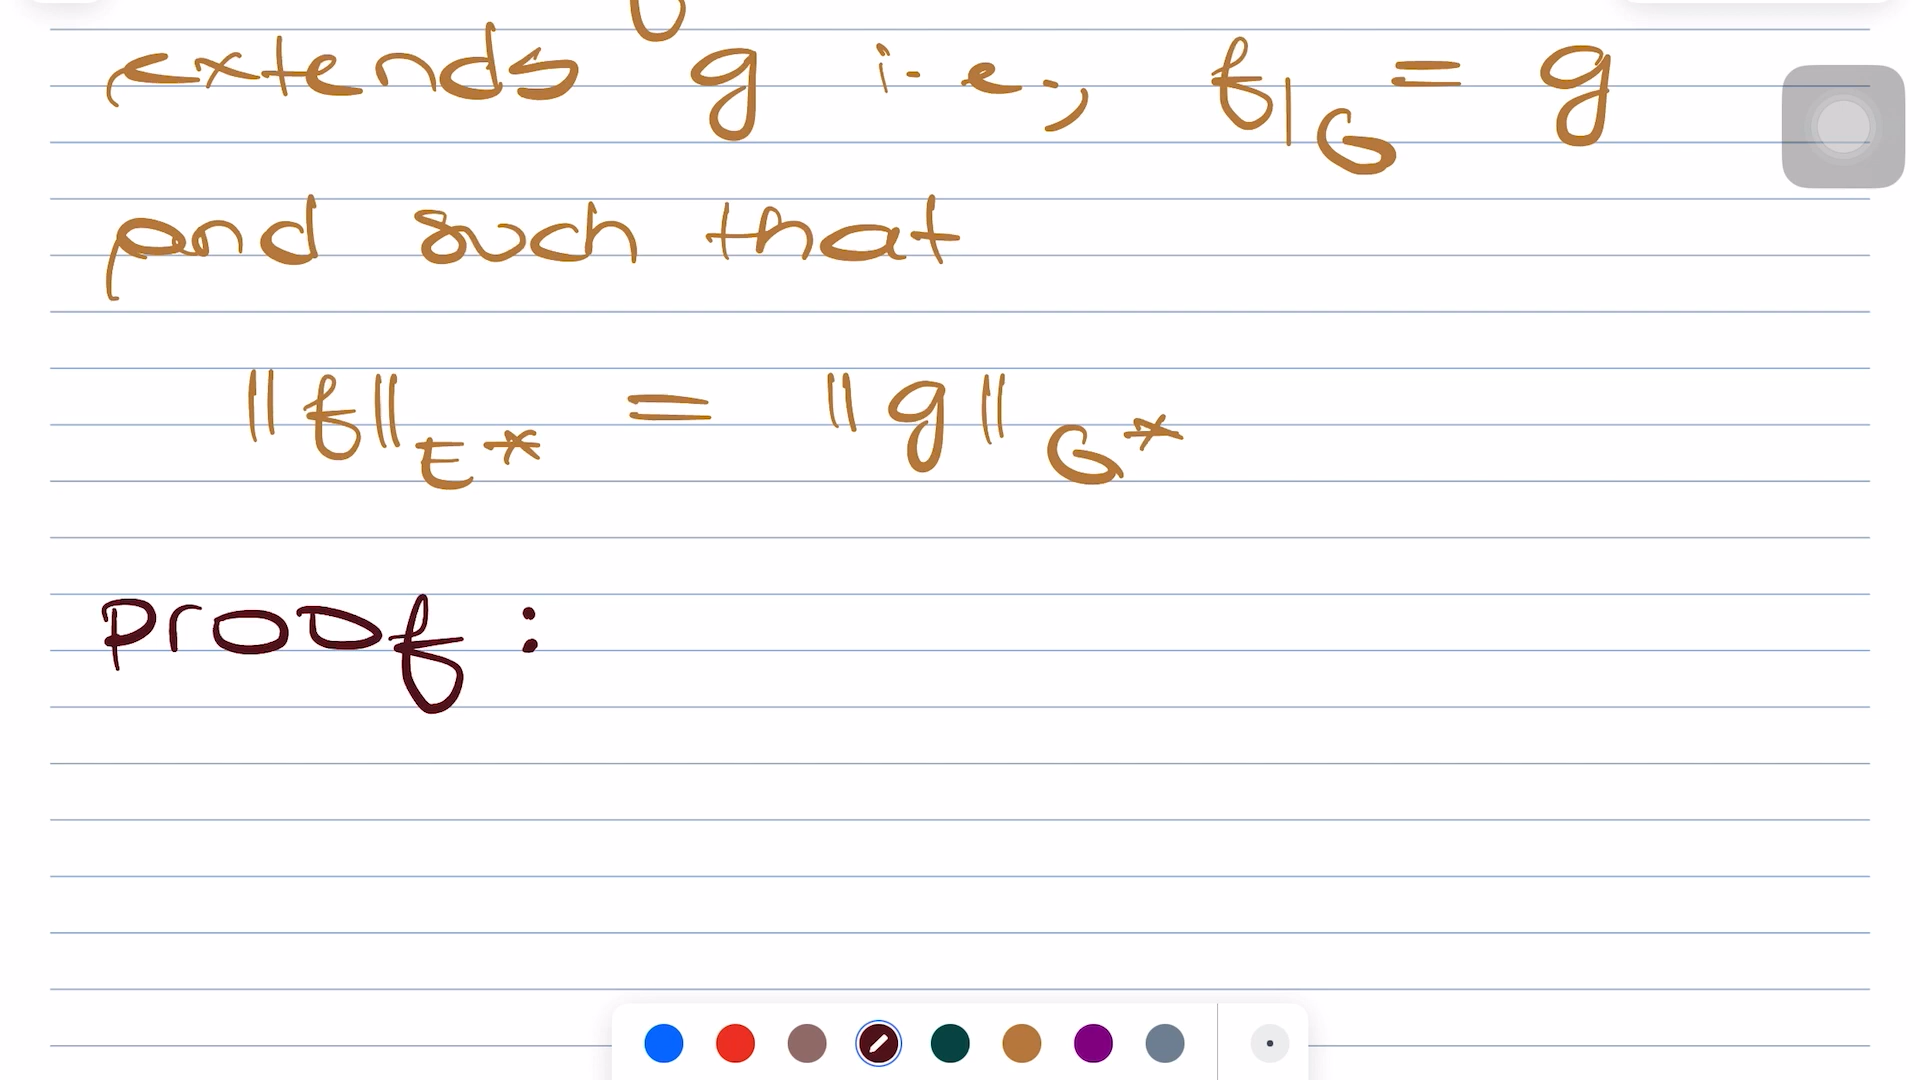 extends g i.e., f|G = g
and such that
||f||E* = ||g||G*
Proof :